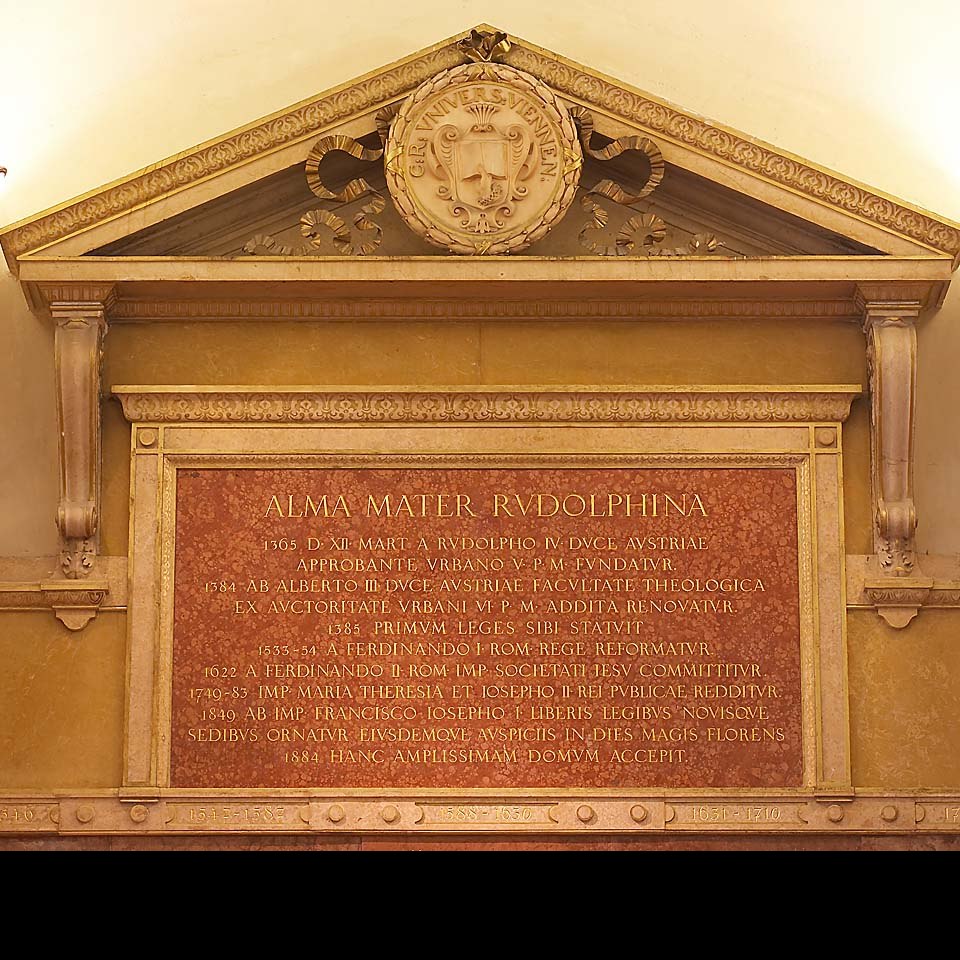 C:R: VNIVERS: VIENNEN:
ALMA MATER RVDOLPHINA
1365 D· XII· MART· A RVDOLPHO IV· DVCE AVSTRIAE
APPROBANTE VRBANO V· P· M· FVNDATVR·
1384 AB ALBERTO III· DVCE AVSTRIAE FACVLTATE THEOLOGICA
EX AVCTORITATE VRBANI VI P· M· ADDITA RENOVATVR·
1385 PRIMVM LEGES SIBI STATVIT
1533-54 A FERDINANDO I· ROM· REGE REFORMATVR·
1622 A FERDINANDO II· ROM· IMP· SOCIETATI IESV COMMITTITVR·
1749-83 IMP· MARIA THERESIA ET IOSEPHO II· REI PVBLICAE REDDITVR·
1849 AB IMP· FRANCISCO IOSEPHO I· LIBERIS LEGIBVS NOVISQVE
SEDIBVS ORNATVR EIVSDEMQVE AVSPICIIS IN DIES MAGIS FLORENS
1884 HANC AMPLISSIMAM DOMVM ACCEPIT·
1588-1630 1631-1710